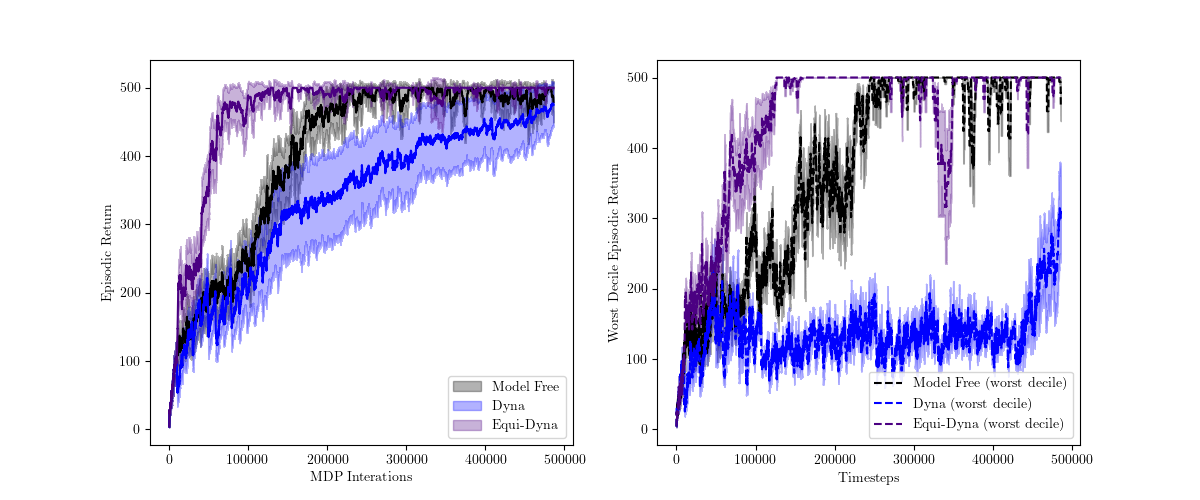 500
400
300
200
100
0
Episodic Return
0 100000 200000 300000 400000 500000
MDP Interations
Model Free
Dyna
Equi-Dyna
500
400
300
200
100
0
Worst Decile Episodic Return
0 100000 200000 300000 400000 500000
Timesteps
Model Free (worst decile)
Dyna (worst decile)
Equi-Dyna (worst decile)